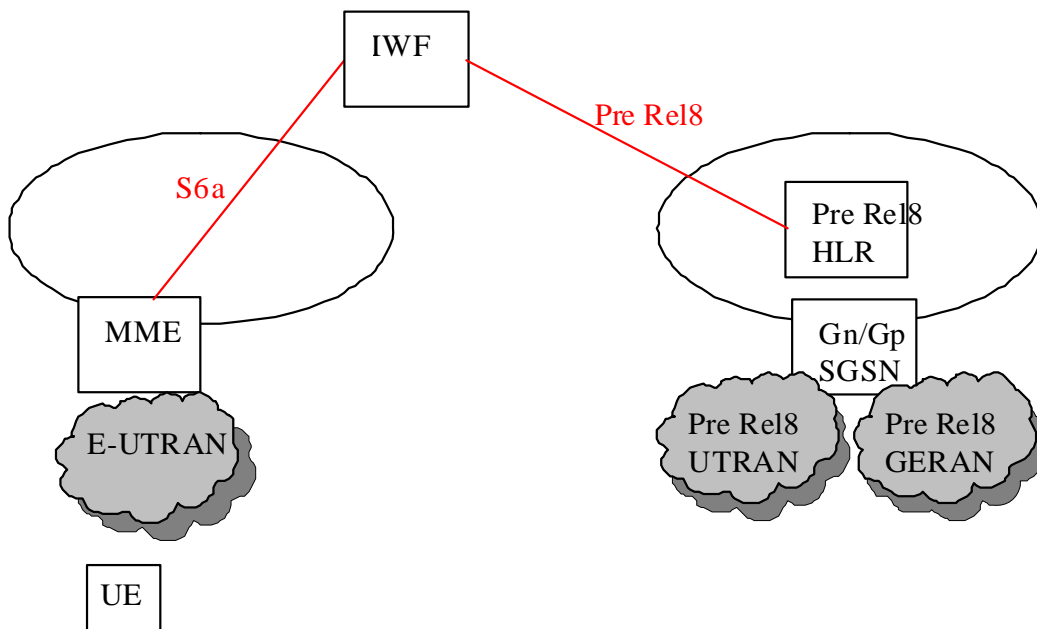 IWF
Pre Rel8
S6a
Pre Rel8
HLR
MME
Gn/Gp
SGSN
E-UTRAN
Pre Rel8
UTRAN
Pre Rel8
GERAN
UE